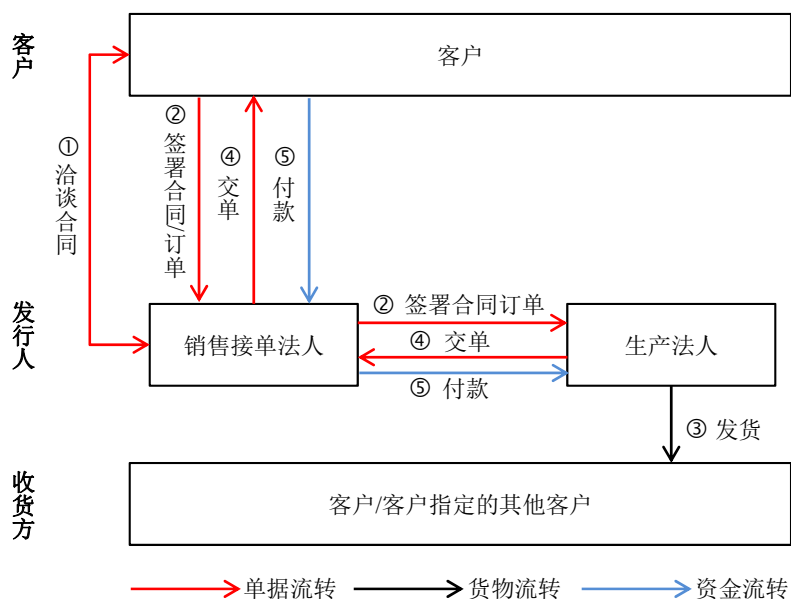 客户
客户
① 洽谈合同
② 签署合同/订单
④ 交单
⑤ 付款
发行人
销售接单法人
② 签署合同订单
④ 交单
⑤ 付款
生产法人
③ 发货
收货方
客户/客户指定的其他客户
单据流转
货物流转
资金流转